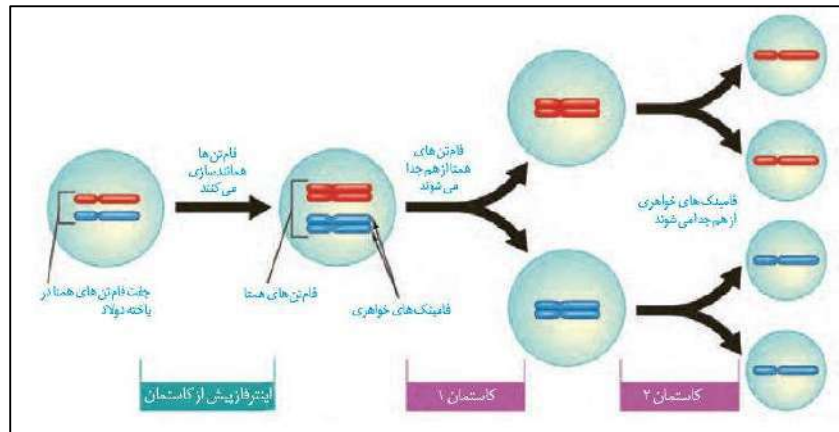 فام‌تن‌ها
همانندسازی
می‌کنند
فام‌تن‌های
همتا از هم جدا
می‌شوند
فامینک‌های خواهری
از هم جدا می‌شوند
جفت فام‌تن‌های همتا در
یاخته دولاد
فام‌تن‌های همتا
فامینک‌های خواهری
اینترفاز پیش از کاستمان
کاستمان ۱
کاستمان ۲